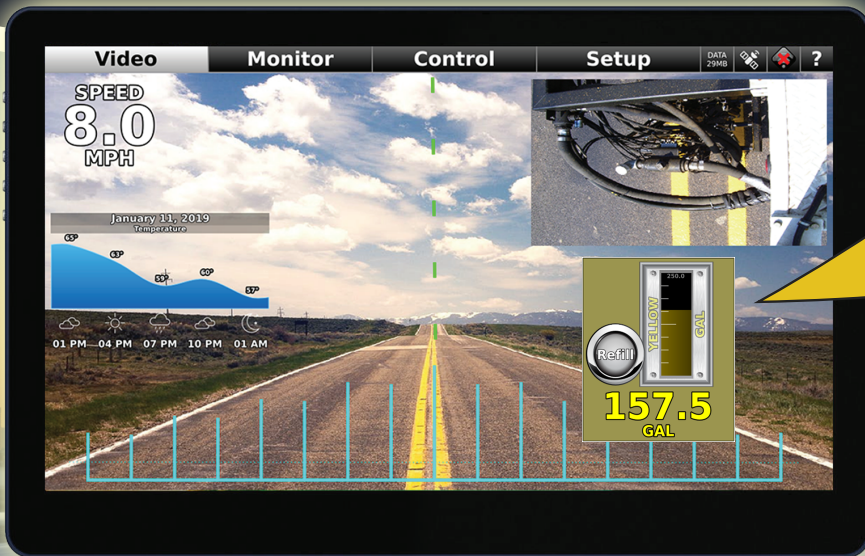 Video Monitor Control Setup DATA 29MB ?
SPEED
8.0
MPH
January 11, 2019
Temperature
65°
63°
59°
60°
57°
01 PM 04 PM 07 PM 10 PM 01 AM
250.0
YELLOW
GAL
Refill
157.5
GAL